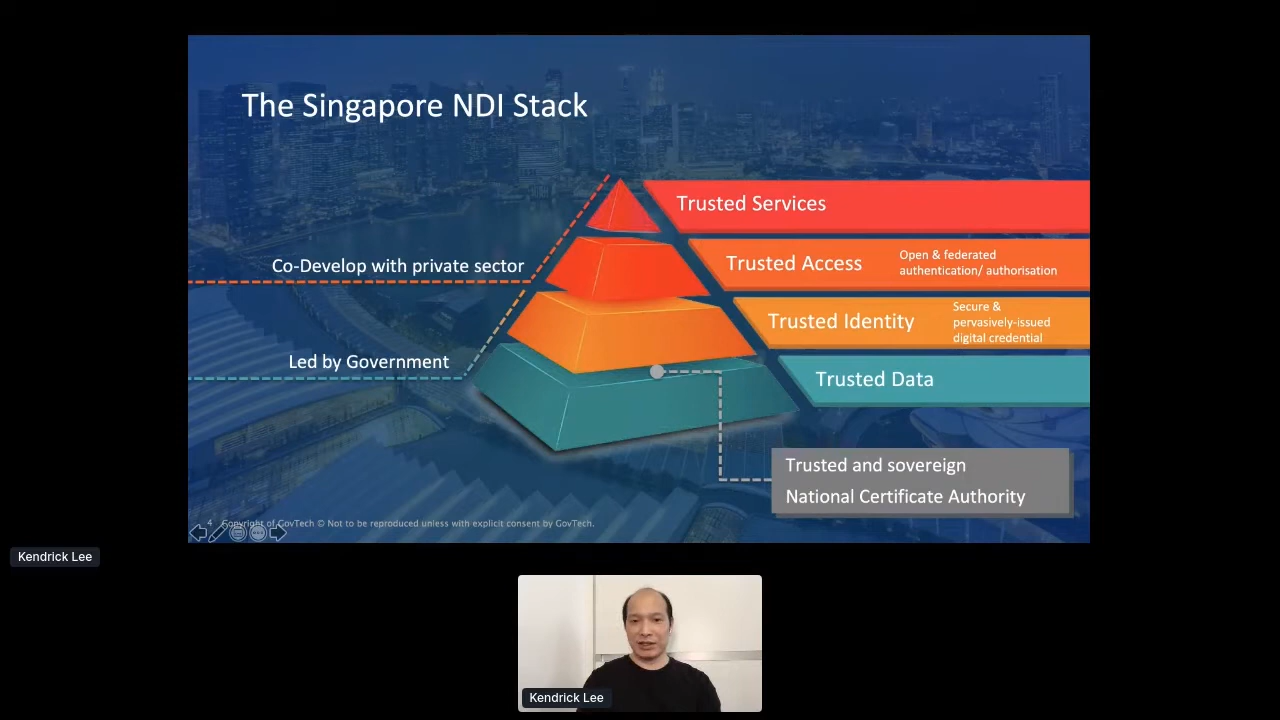 The Singapore NDI Stack
Trusted Services
Co-Develop with private sector
Trusted Access
Open & federated
authentication/ authorisation
Trusted Identity
Secure &
pervasively-issued
digital credential
Led by Government
Trusted Data
Trusted and sovereign
National Certificate Authority
4 Copyright of GovTech © Not to be reproduced unless with explicit consent by GovTech.
Kendrick Lee
Kendrick Lee